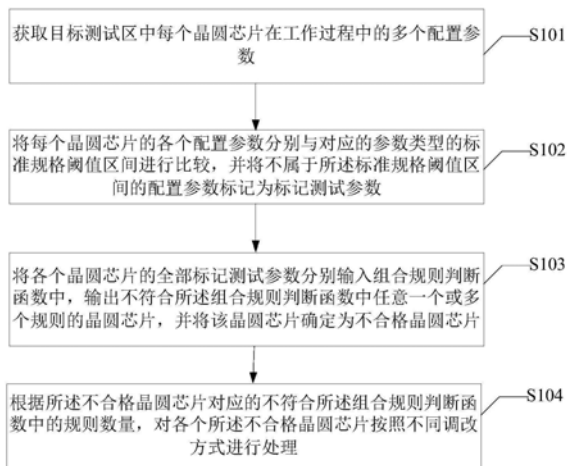 获取目标测试区中每个晶圆芯片在工作过程中的多个配置参
数
S101
将每个晶圆芯片的各个配置参数分别与对应的参数类型的标
准规格阈值区间进行比较，并将不属于所述标准规格阈值区
间的配置参数标记为标记测试参数
S102
将各个晶圆芯片的全部标记测试参数分别输入组合规则判断
函数中，输出不符合所述组合规则判断函数中任意一个或多
个规则的晶圆芯片，并将该晶圆芯片确定为不合格晶圆芯片
S103
根据所述不合格晶圆芯片对应的不符合所述组合规则判断函
数中的规则数量，对各个所述不合格晶圆芯片按照不同调改
方式进行处理
S104